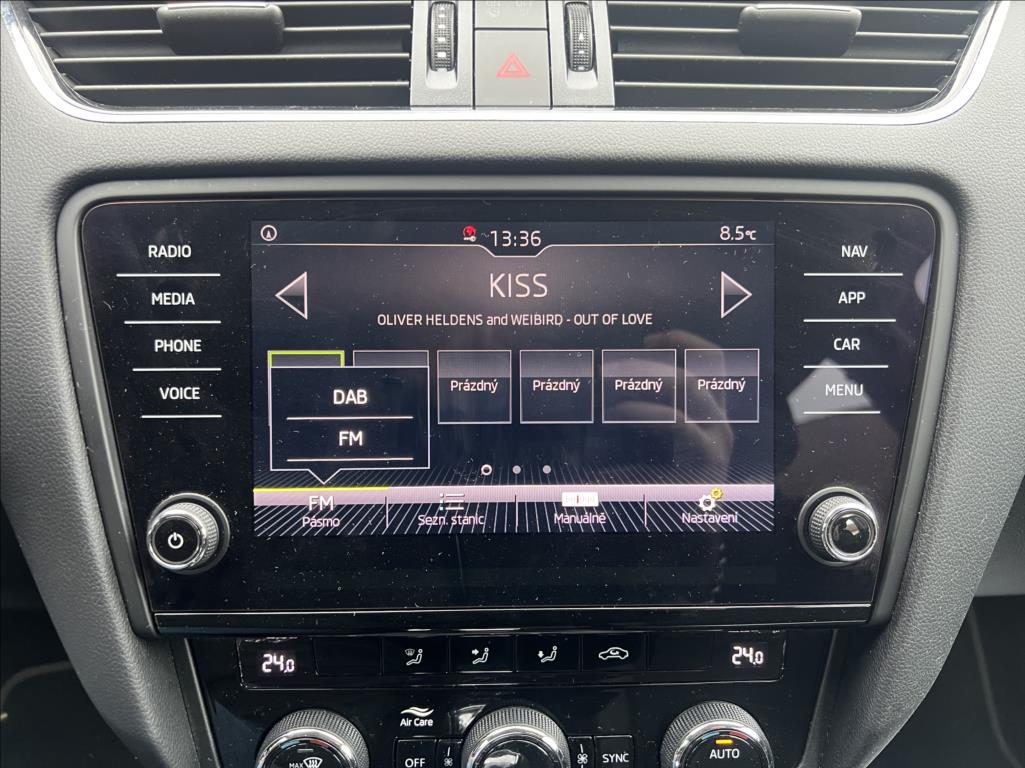 13:36
8.5°C
RADIO
MEDIA
PHONE
VOICE
KISS
OLIVER HELDENS and WEIBIRD - OUT OF LOVE
NAV
APP
CAR
MENU
Prázdný
Prázdný
Prázdný
Prázdný
DAB
FM
FM
Pásmo
Sezn. stanic
Manuálně
Nastavení
24,0
24,0
Air Care
MAX
OFF
SYNC
AUTO